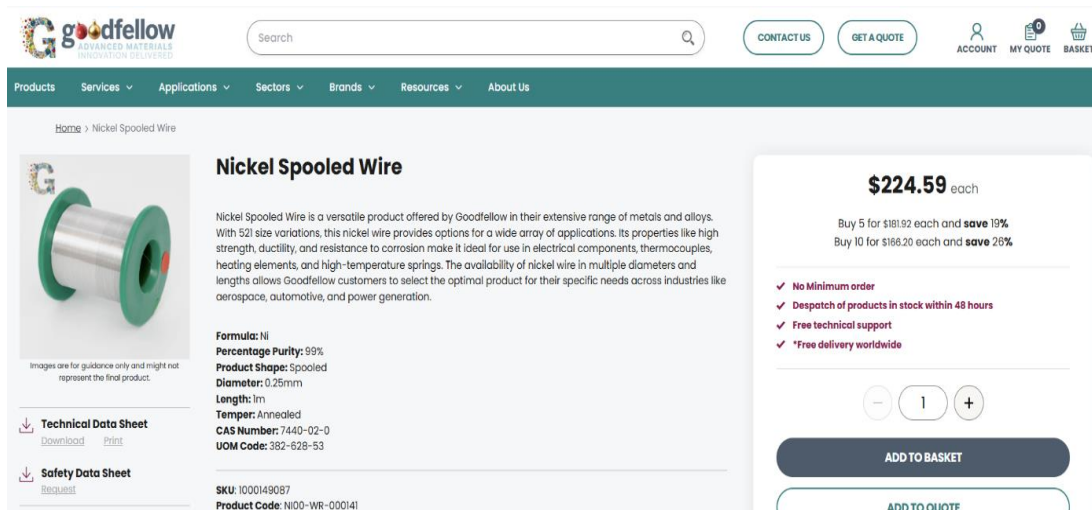 goodfellow
ADVANCED MATERIALS
INNOVATION DELIVERED
Search
CONTACT US
GET A QUOTE
ACCOUNT
0
MY QUOTE
BASKET
Products Services Applications Sectors Brands Resources About Us
Home > Nickel Spooled Wire
G
Images are for guidance only and might not
represent the final product.
Technical Data Sheet
Download Print
Safety Data Sheet
Request
Nickel Spooled Wire
Nickel Spooled Wire is a versatile product offered by Goodfellow in their extensive range of metals and alloys.
With 521 size variations, this nickel wire provides options for a wide array of applications. Its properties like high
strength, ductility, and resistance to corrosion make it ideal for use in electrical components, thermocouples,
heating elements, and high-temperature springs. The availability of nickel wire in multiple diameters and
lengths allows Goodfellow customers to select the optimal product for their specific needs across industries like
aerospace, automotive, and power generation.
Formula: Ni
Percentage Purity: 99%
Product Shape: Spooled
Diameter: 0.25mm
Length: 1m
Temper: Annealed
CAS Number: 7440-02-0
UOM Code: 382-628-53
SKU: 1000149087
Product Code: NI00-WR-000141
$224.59 each
Buy 5 for $181.92 each and save 19%
Buy 10 for $166.20 each and save 26%
No Minimum order
Despatch of products in stock within 48 hours
Free technical support
*Free delivery worldwide
− 1 +
ADD TO BASKET
ADD TO QUOTE